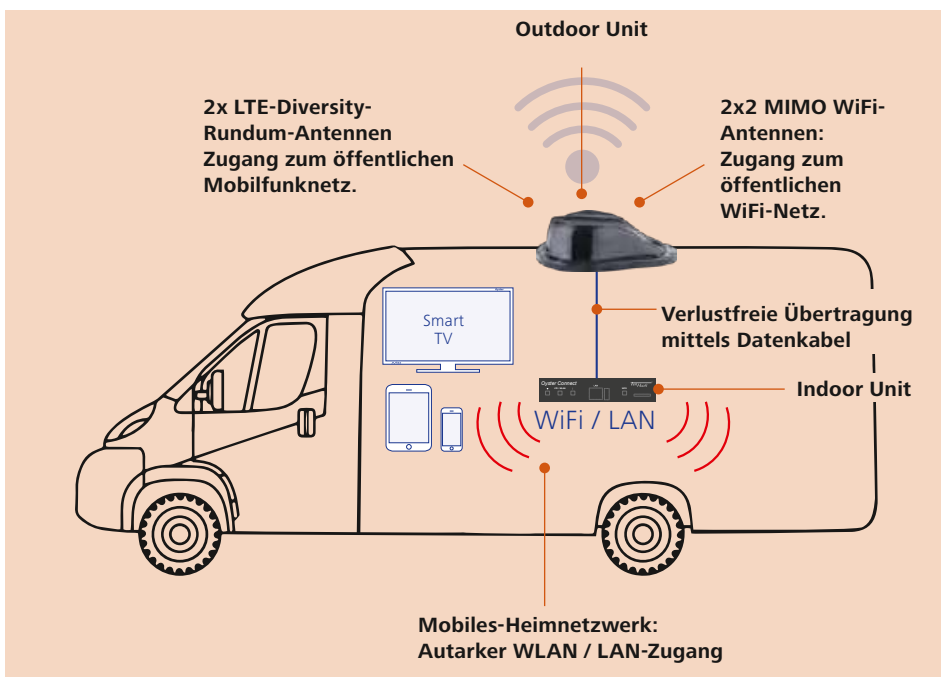 Outdoor Unit
2x LTE-Diversity-
Rundum-Antennen
Zugang zum öffentlichen
Mobilfunknetz.
2x2 MIMO WiFi-
Antennen:
Zugang zum
öffentlichen
WiFi-Netz.
Smart
TV
Verlustfreie Übertragung
mittels Datenkabel
Oyster Connect
Indoor Unit
WiFi / LAN
Mobiles-Heimnetzwerk:
Autarker WLAN / LAN-Zugang